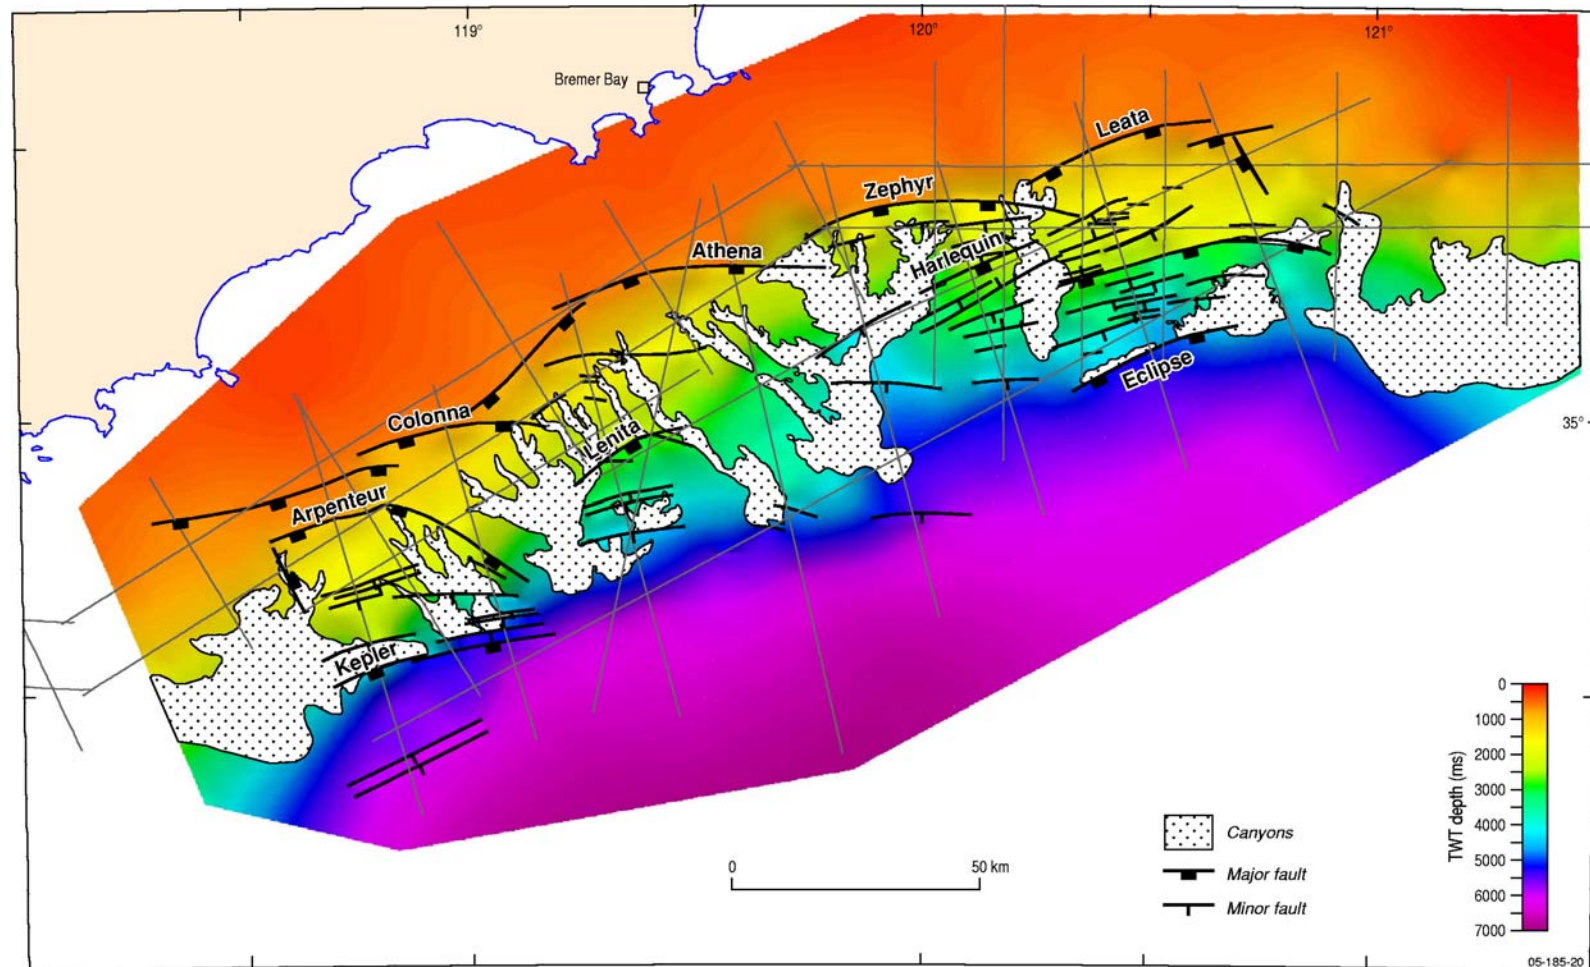 119°
120°
121°
Bremer Bay
Leata
Zephyr
Athena
Harlequin
Eclipse
Colonna
Lenita
35°
Arpenteur
Kepler
0
1000
2000
3000
4000
5000
6000
7000
TWT depth (ms)
Canyons
Major fault
Minor fault
0 50 km
05-185-20